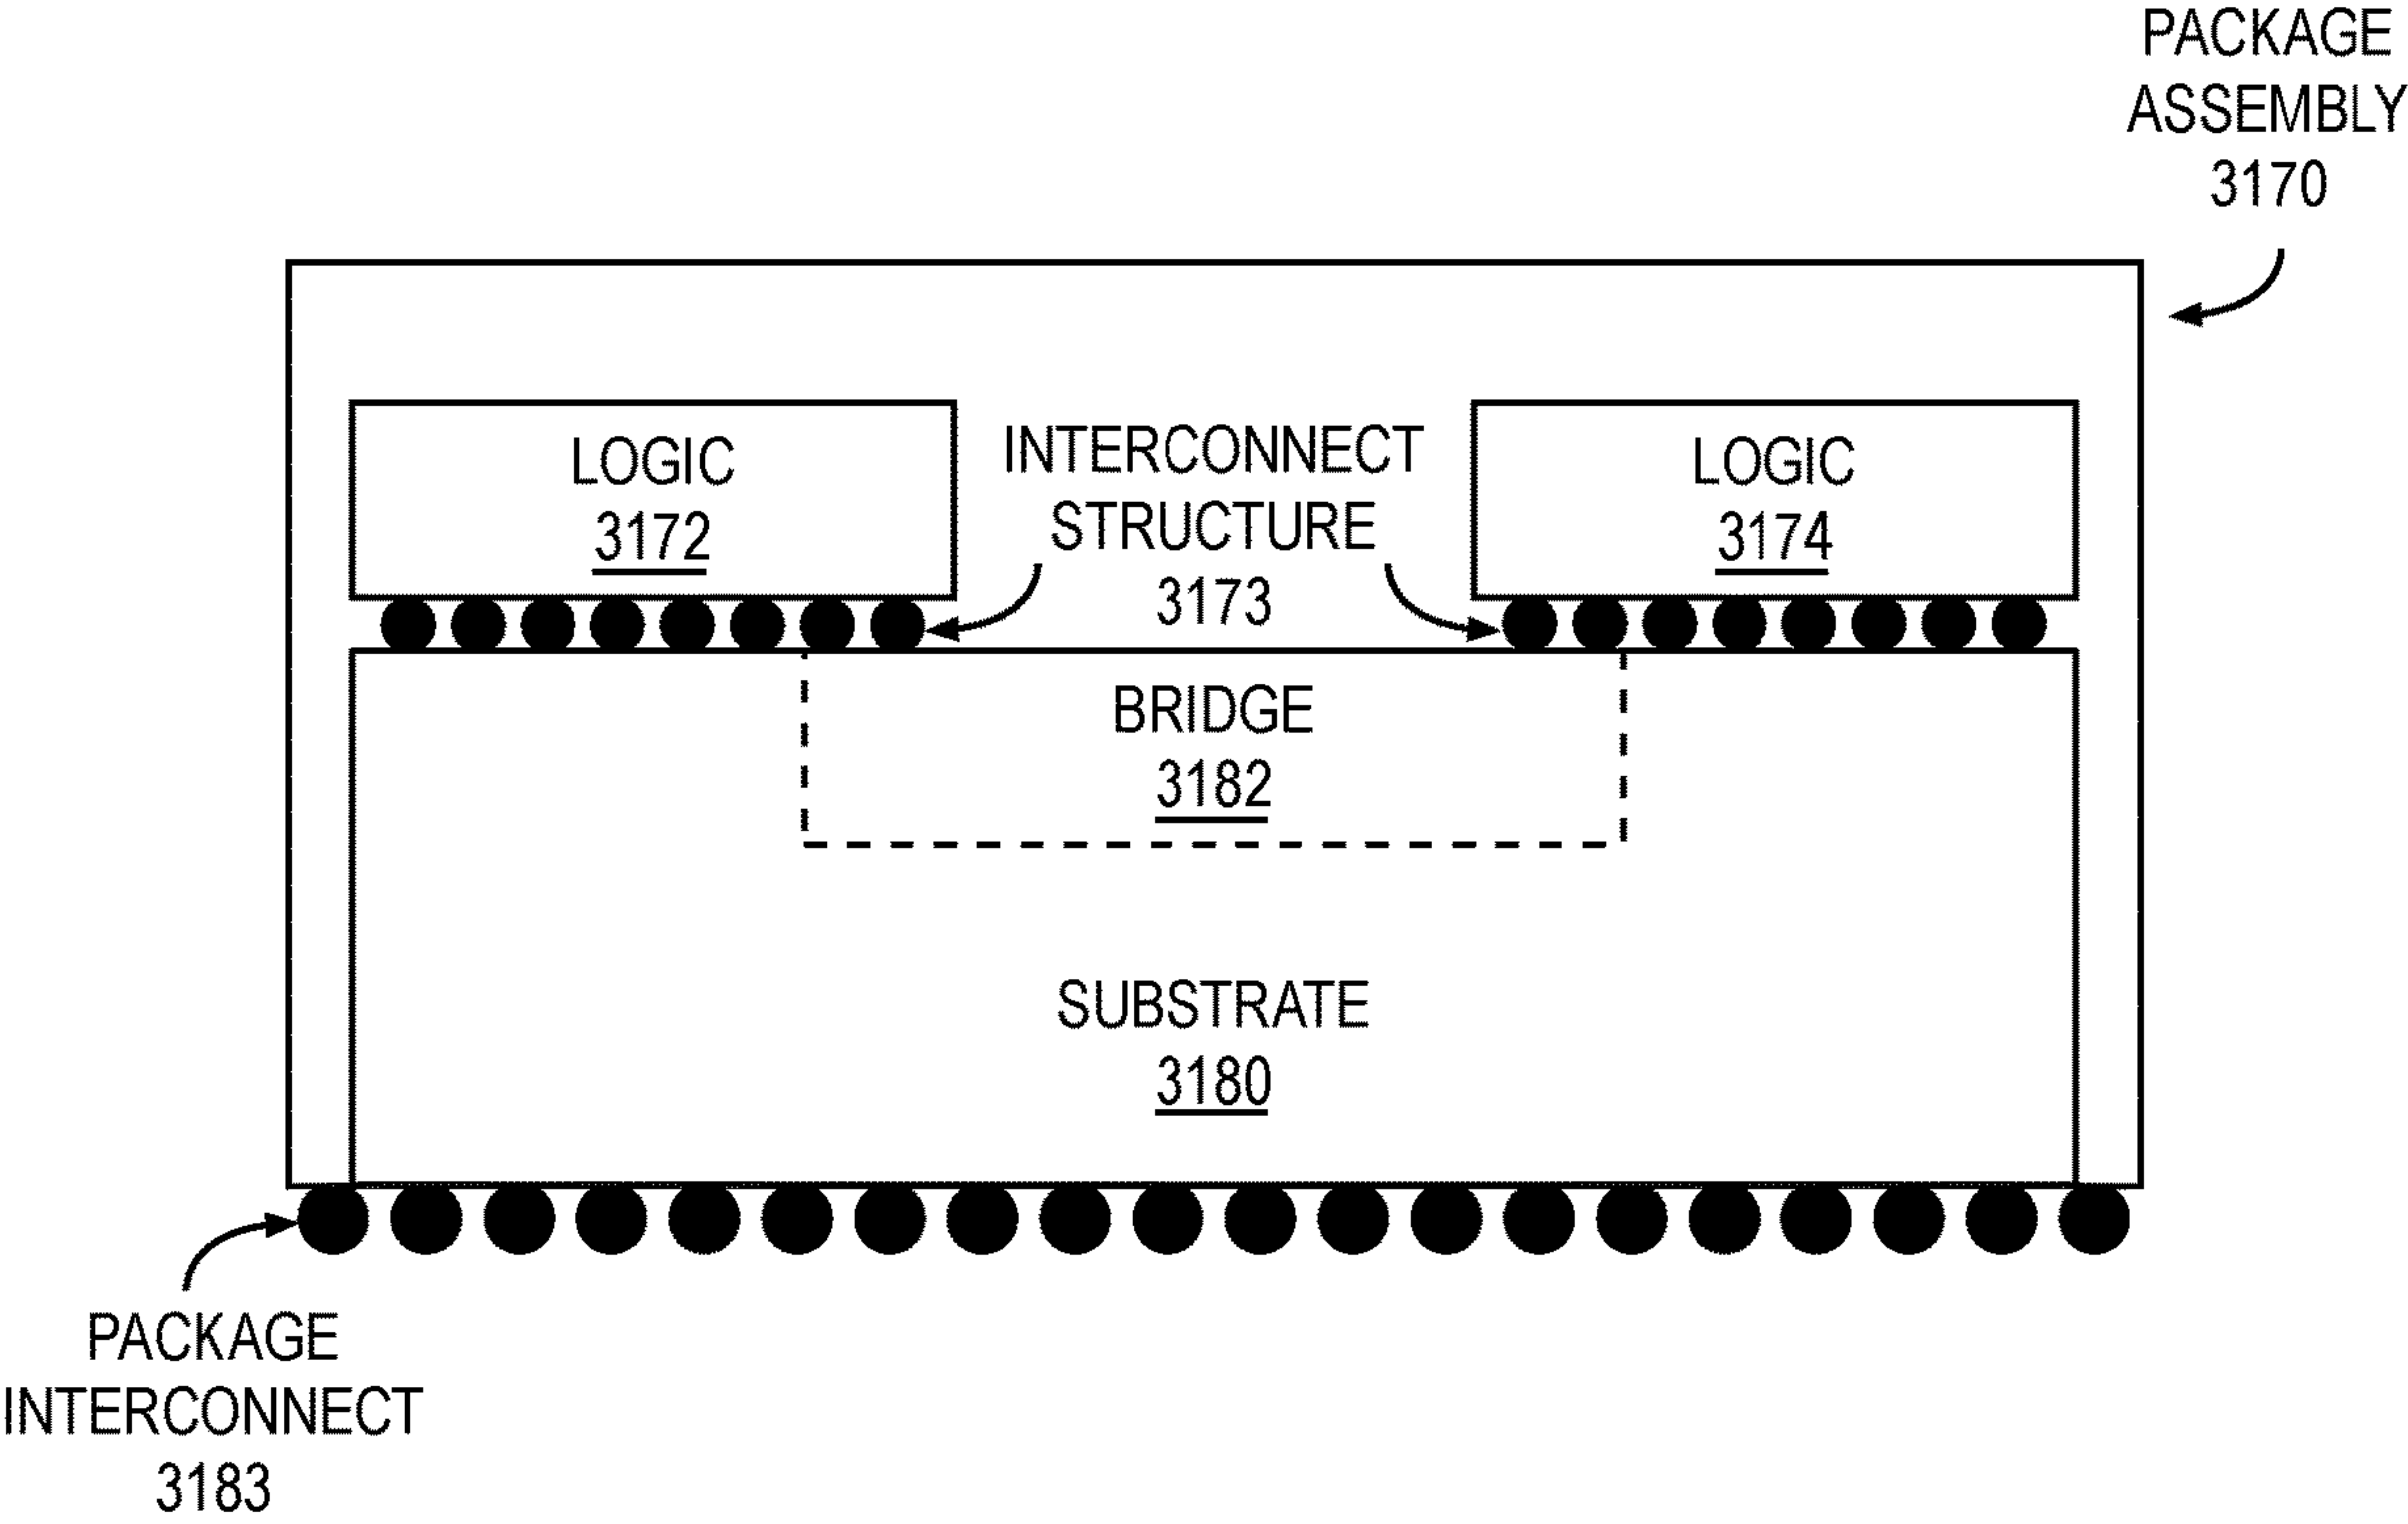 PACKAGE
ASSEMBLY
3170
LOGIC
3172
INTERCONNECT
STRUCTURE
3173
LOGIC
3174
BRIDGE
3182
SUBSTRATE
3180
PACKAGE
INTERCONNECT
3183